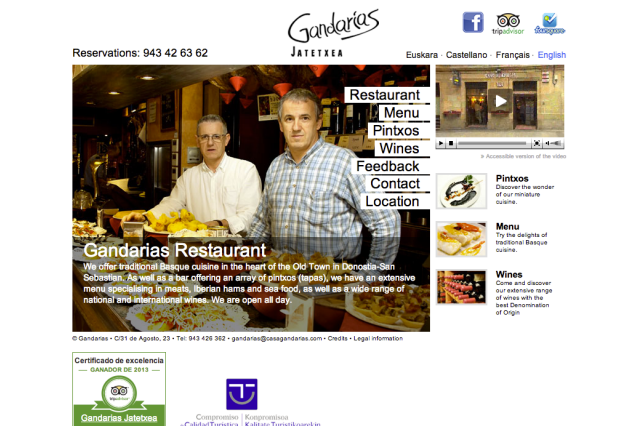 Gandarias
JATETXEA
tripadvisor
foursquare
Reservations: 943 42 63 62
Euskara · Castellano · Français · English
Restaurant
Menu
Pintxos
Wines
Feedback
Contact
Location
Gandarias Restaurant
We offer traditional Basque cuisine in the heart of the Old Town in Donostia-San
Sebastian. As well as a bar offering an array of pintxos (tapas), we have an extensive
menu specialising in meats, Iberian hams and sea food, as well as a wide range of
national and international wines. We are open all day.
» Accessible version of the video
Pintxos
Discover the wonder
of our miniature
cuisine.
Menu
Try the delights of
traditional Basque
cuisine.
Wines
Come and discover
our extensive range
of wines with the
best Denomation
of Origin
© Gandarias • C/31 de Agosto, 23 • Tel: 943 426 362 • gandarias@casagandarias.com • Credits • Legal information
Certificado de excelencia
GANADOR DE 2013
tripadvisor
Gandarias Jatetxea
Compromiso | Konpromisoa
Calidad Turística | Kalitate Turistikoarekin